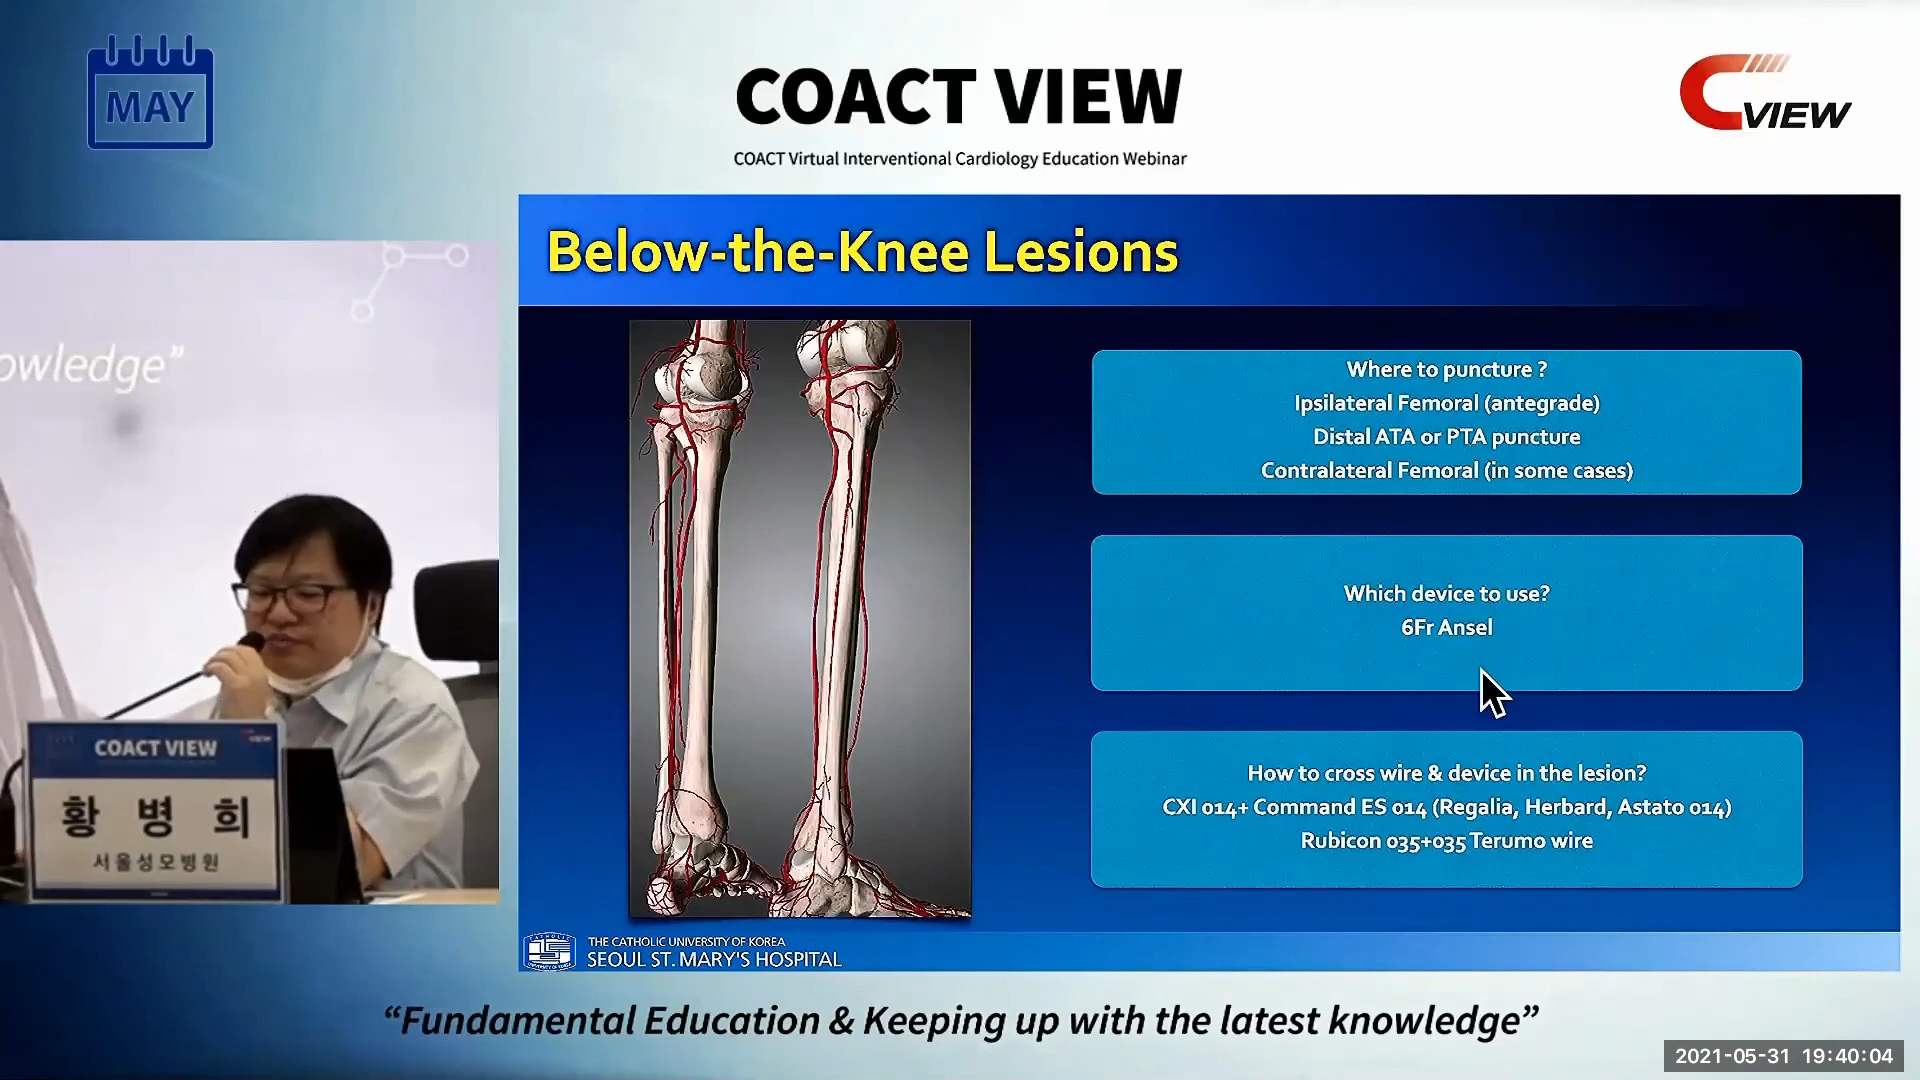 MAY
COACT VIEW
COACT Virtual Interventional Cardiology Education Webinar
VIEW
owledge”
COACT VIEW
황 병 희
서울성모병원
Below-the-Knee Lesions
Where to puncture ?
Ipsilateral Femoral (antegrade)
Distal ATA or PTA puncture
Contralateral Femoral (in some cases)
Which device to use?
6Fr Ansel
How to cross wire & device in the lesion?
CXI 014+ Command ES 014 (Regalia, Herbard, Astato 014)
Rubicon 035+035 Terumo wire
THE CATHOLIC UNIVERSITY OF KOREA
SEOUL ST. MARY'S HOSPITAL
“Fundamental Education & Keeping up with the latest knowledge”
2021-05-31 19:40:04